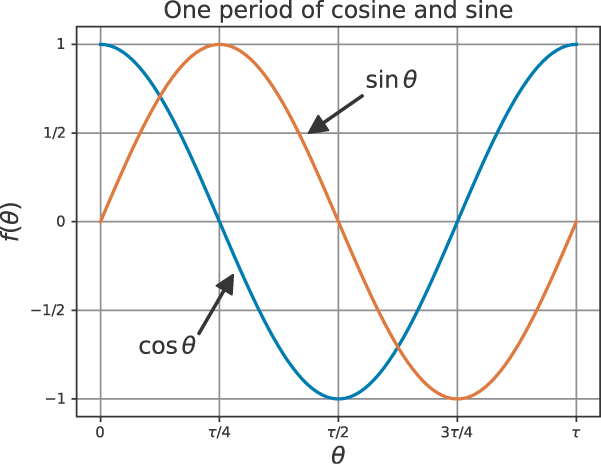 One period of cosine and sine
f(θ)
1
1/2
0
−1/2
−1
sin θ
cos θ
0 τ/4 τ/2 3τ/4 τ
θ